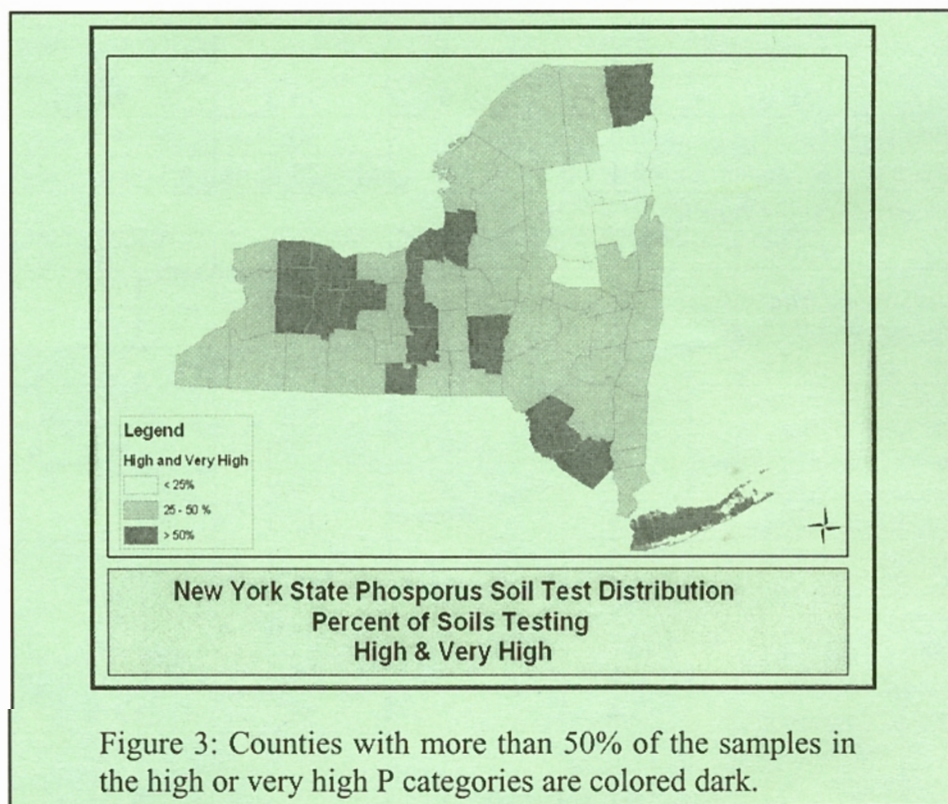 Legend
High and Very High
< 25%
25 - 50 %
> 50%
New York State Phosporus Soil Test Distribution
Percent of Soils Testing
High & Very High
Figure 3: Counties with more than 50% of the samples in
the high or very high P categories are colored dark.